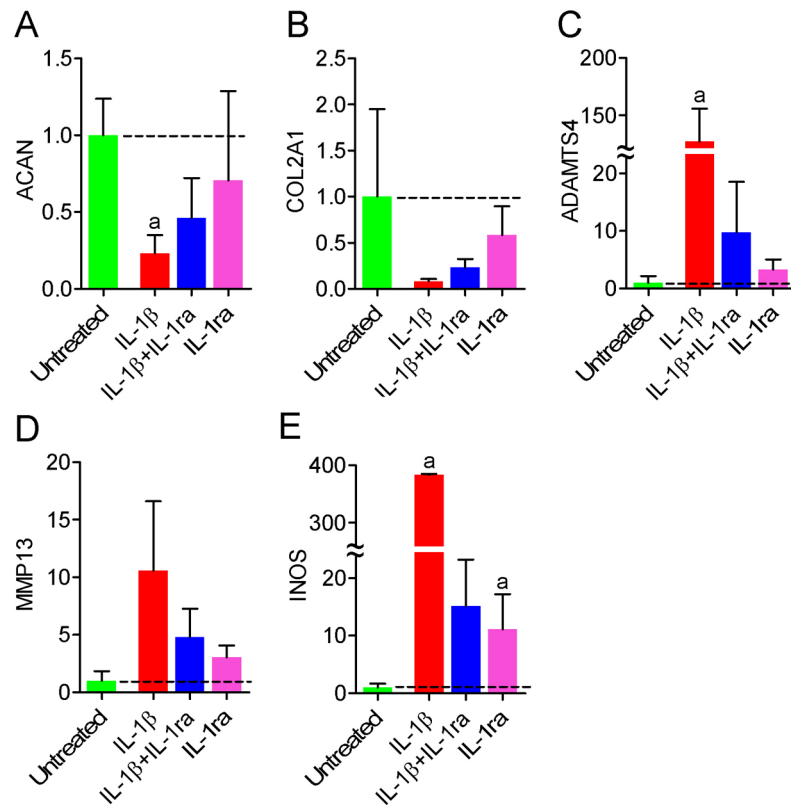 A
ACAN
1.5
1.0
0.5
0.0
a
Untreated
IL-1β
IL-1β+IL-1ra
IL-1ra
B
COL2A1
2.5
2.0
1.5
1.0
0.5
0.0
Untreated
IL-1β
IL-1β+IL-1ra
IL-1ra
C
ADAMTS4
200
150
100
20
10
0
a
Untreated
IL-1β
IL-1β+IL-1ra
IL-1ra
D
MMP13
20
15
10
5
0
Untreated
IL-1β
IL-1β+IL-1ra
IL-1ra
E
INOS
400
300
20
10
0
a
a
Untreated
IL-1β
IL-1β+IL-1ra
IL-1ra